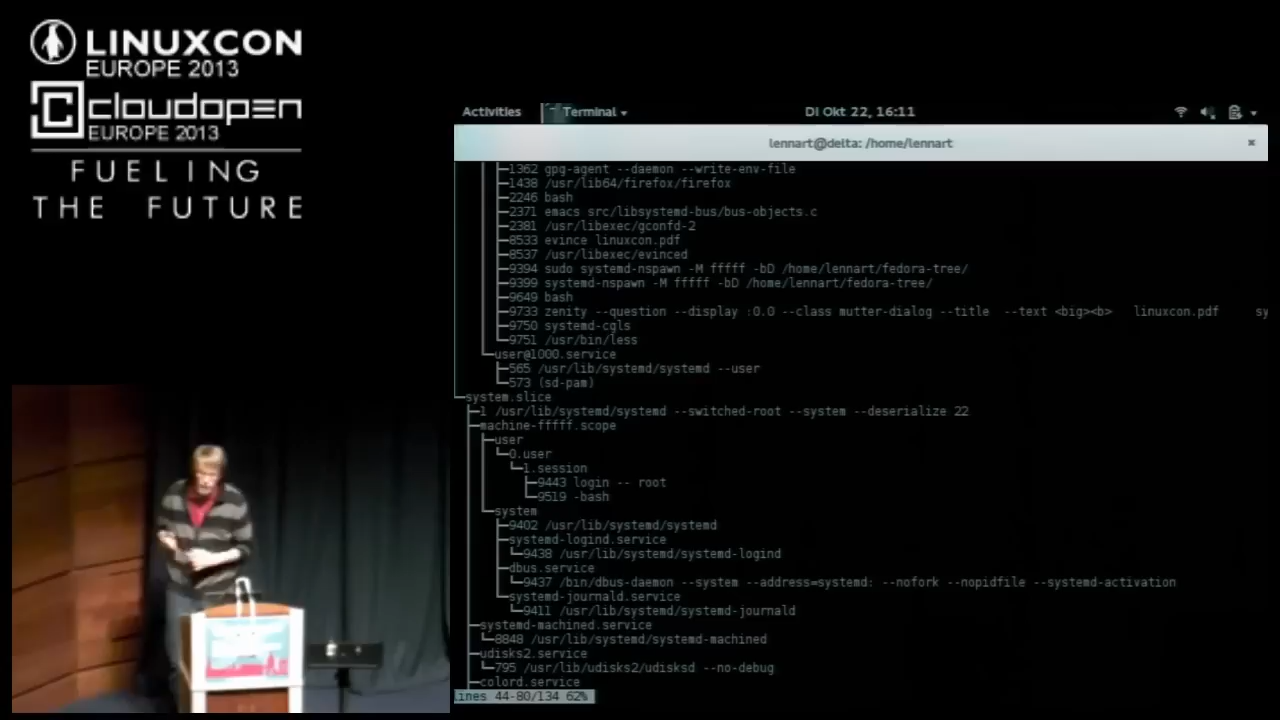 LINUXCON
EUROPE 2013
cloudopen
EUROPE 2013
FUELING
THE FUTURE
Activities Terminal DI Okt 22, 16:11
lennart@delta: /home/lennart
1362 gpg-agent --daemon --write-env-file
1438 /usr/lib64/firefox/firefox
2246 bash
2371 emacs src/libsystemd-bus/bus-objects.c
2381 /usr/libexec/gconfd-2
8533 evince linuxcon.pdf
8537 /usr/libexec/evinced
9394 sudo systemd-nspawn -M fffff -bD /home/lennart/fedora-tree/
9399 systemd-nspawn -M fffff -bD /home/lennart/fedora-tree/
9649 bash
9733 zenity --question --display :0.0 --class mutter-dialog --title --text <big><b> linuxcon.pdf sy
9750 systemd-cgls
9751 /usr/bin/less
user@1000.service
565 /usr/lib/systemd/systemd --user
573 (sd-pam)
system.slice
1 /usr/lib/systemd/systemd --switched-root --system --deserialize 22
machine-fffff.scope
user
0.user
1.session
9443 login -- root
9519 -bash
system
9402 /usr/lib/systemd/systemd
systemd-logind.service
9438 /usr/lib/systemd/systemd-logind
dbus.service
9437 /bin/dbus-daemon --system --address=systemd: --nofork --nopidfile --systemd-activation
systemd-journald.service
9411 /usr/lib/systemd/systemd-journald
systemd-machined.service
8848 /usr/lib/systemd/systemd-machined
udisks2.service
795 /usr/lib/udisks2/udisksd --no-debug
colord.service
lines 44-80/134 62%